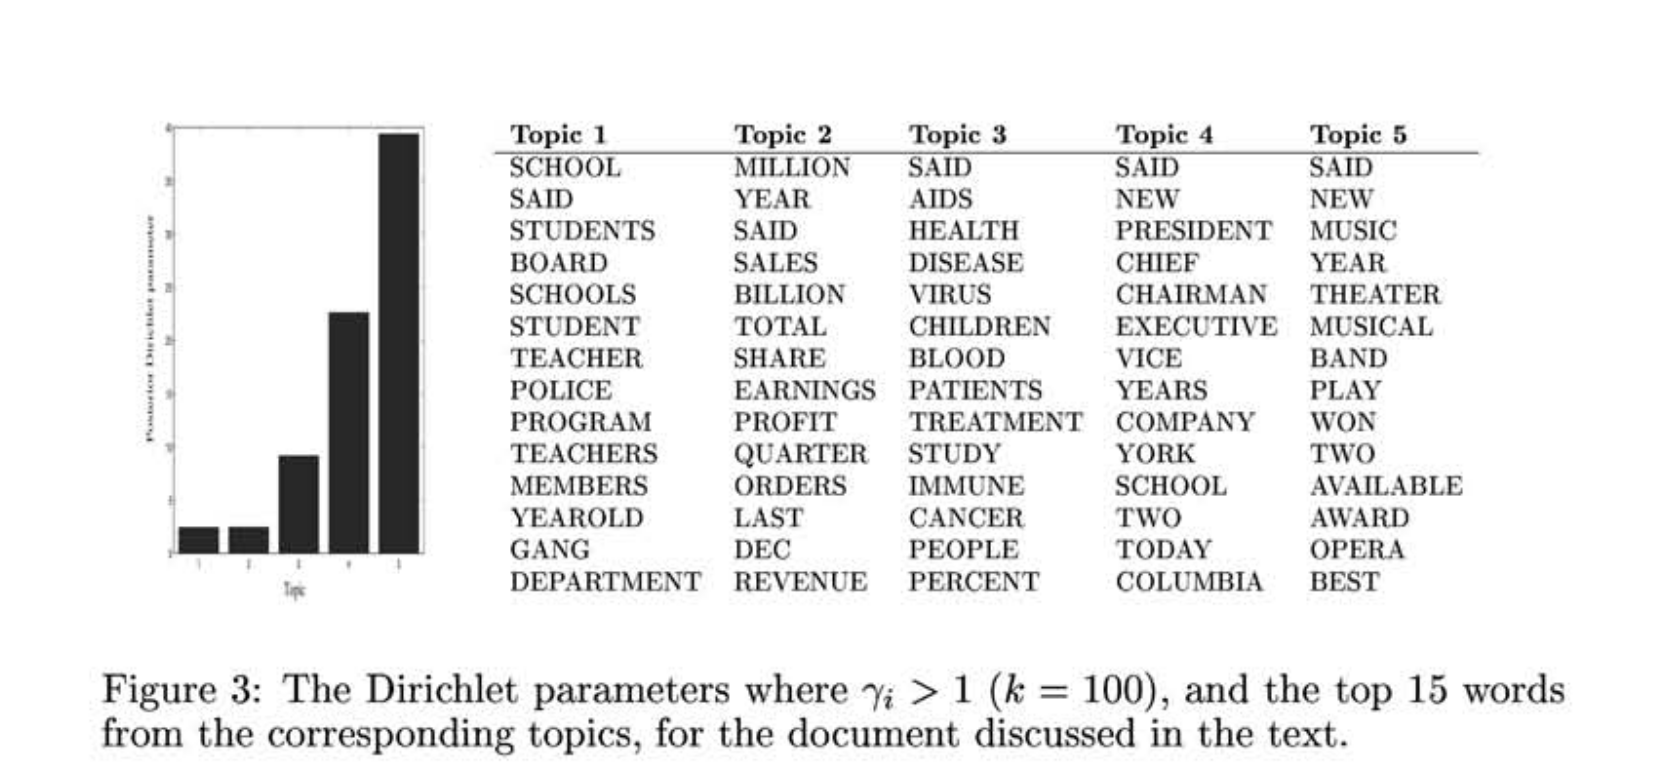 Posterior Dirichlet parameter
Topic
Topic 1 Topic 2 Topic 3 Topic 4 Topic 5
SCHOOL MILLION SAID SAID SAID
SAID YEAR AIDS NEW NEW
STUDENTS SAID HEALTH PRESIDENT MUSIC
BOARD SALES DISEASE CHIEF YEAR
SCHOOLS BILLION VIRUS CHAIRMAN THEATER
STUDENT TOTAL CHILDREN EXECUTIVE MUSICAL
TEACHER SHARE BLOOD VICE BAND
POLICE EARNINGS PATIENTS YEARS PLAY
PROGRAM PROFIT TREATMENT COMPANY WON
TEACHERS QUARTER STUDY YORK TWO
MEMBERS ORDERS IMMUNE SCHOOL AVAILABLE
YEAROLD LAST CANCER TWO AWARD
GANG DEC PEOPLE TODAY OPERA
DEPARTMENT REVENUE PERCENT COLUMBIA BEST
Figure 3: The Dirichlet parameters where γi > 1 (k = 100), and the top 15 words
from the corresponding topics, for the document discussed in the text.